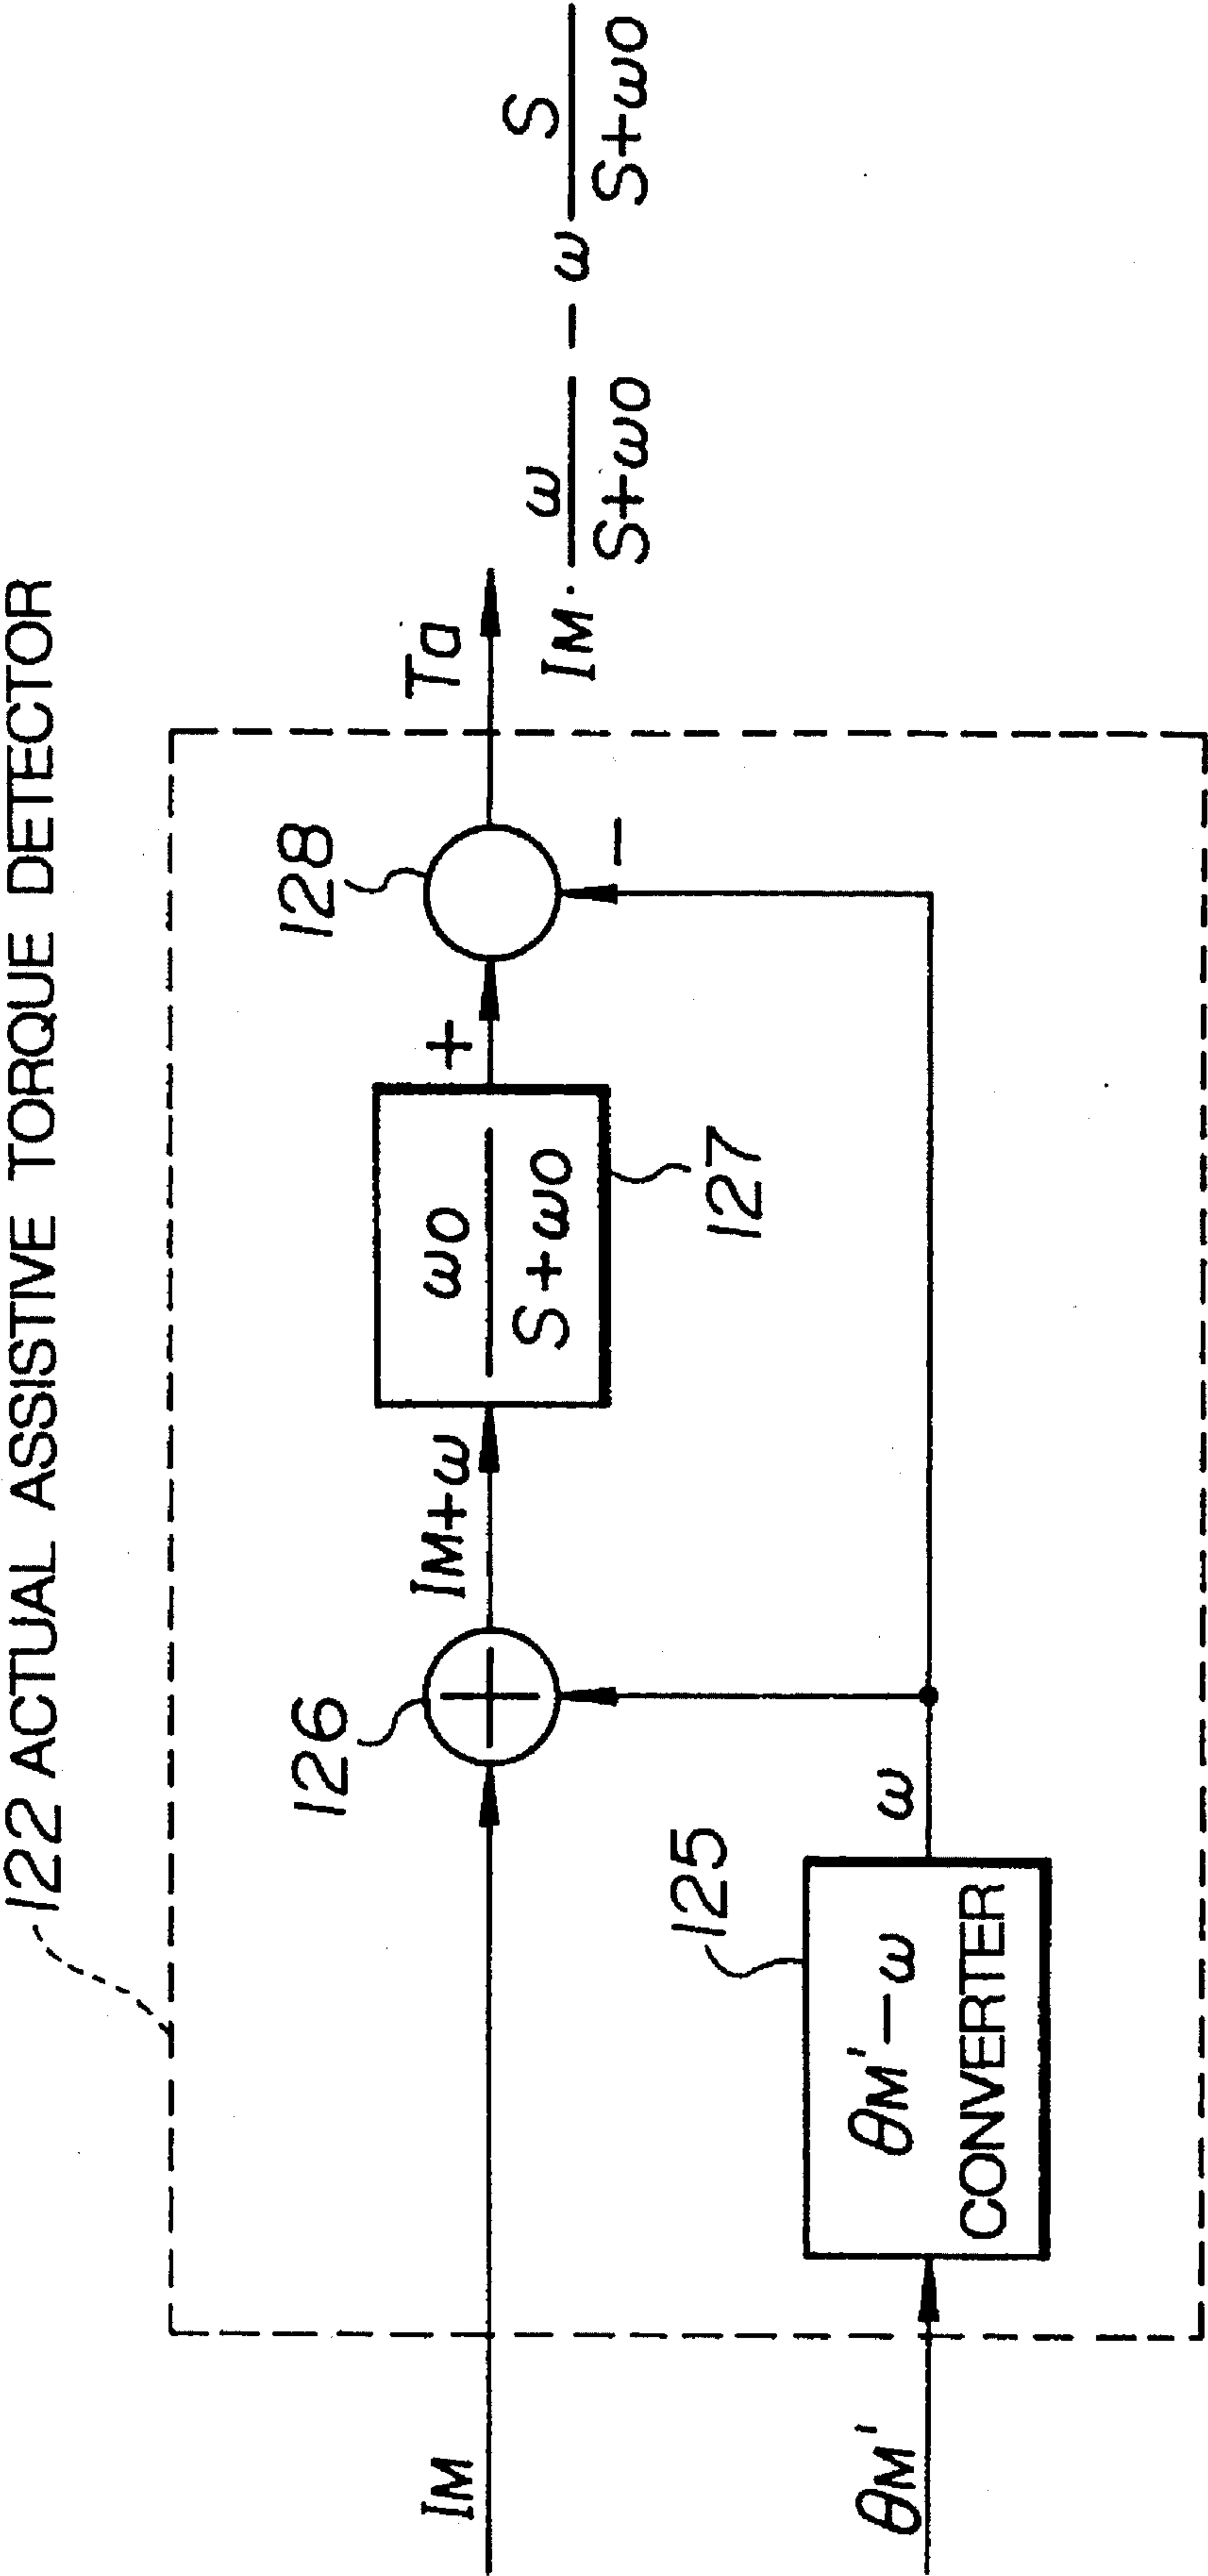 122 ACTUAL ASSISTIVE TORQUE DETECTOR
IM
126
IM+ω
ωo
S+ωo
127
+
128
−
Ta
IM · ω/S+ωo − ω S/S+ωo
θM'
125
θM'−ω
CONVERTER
ω